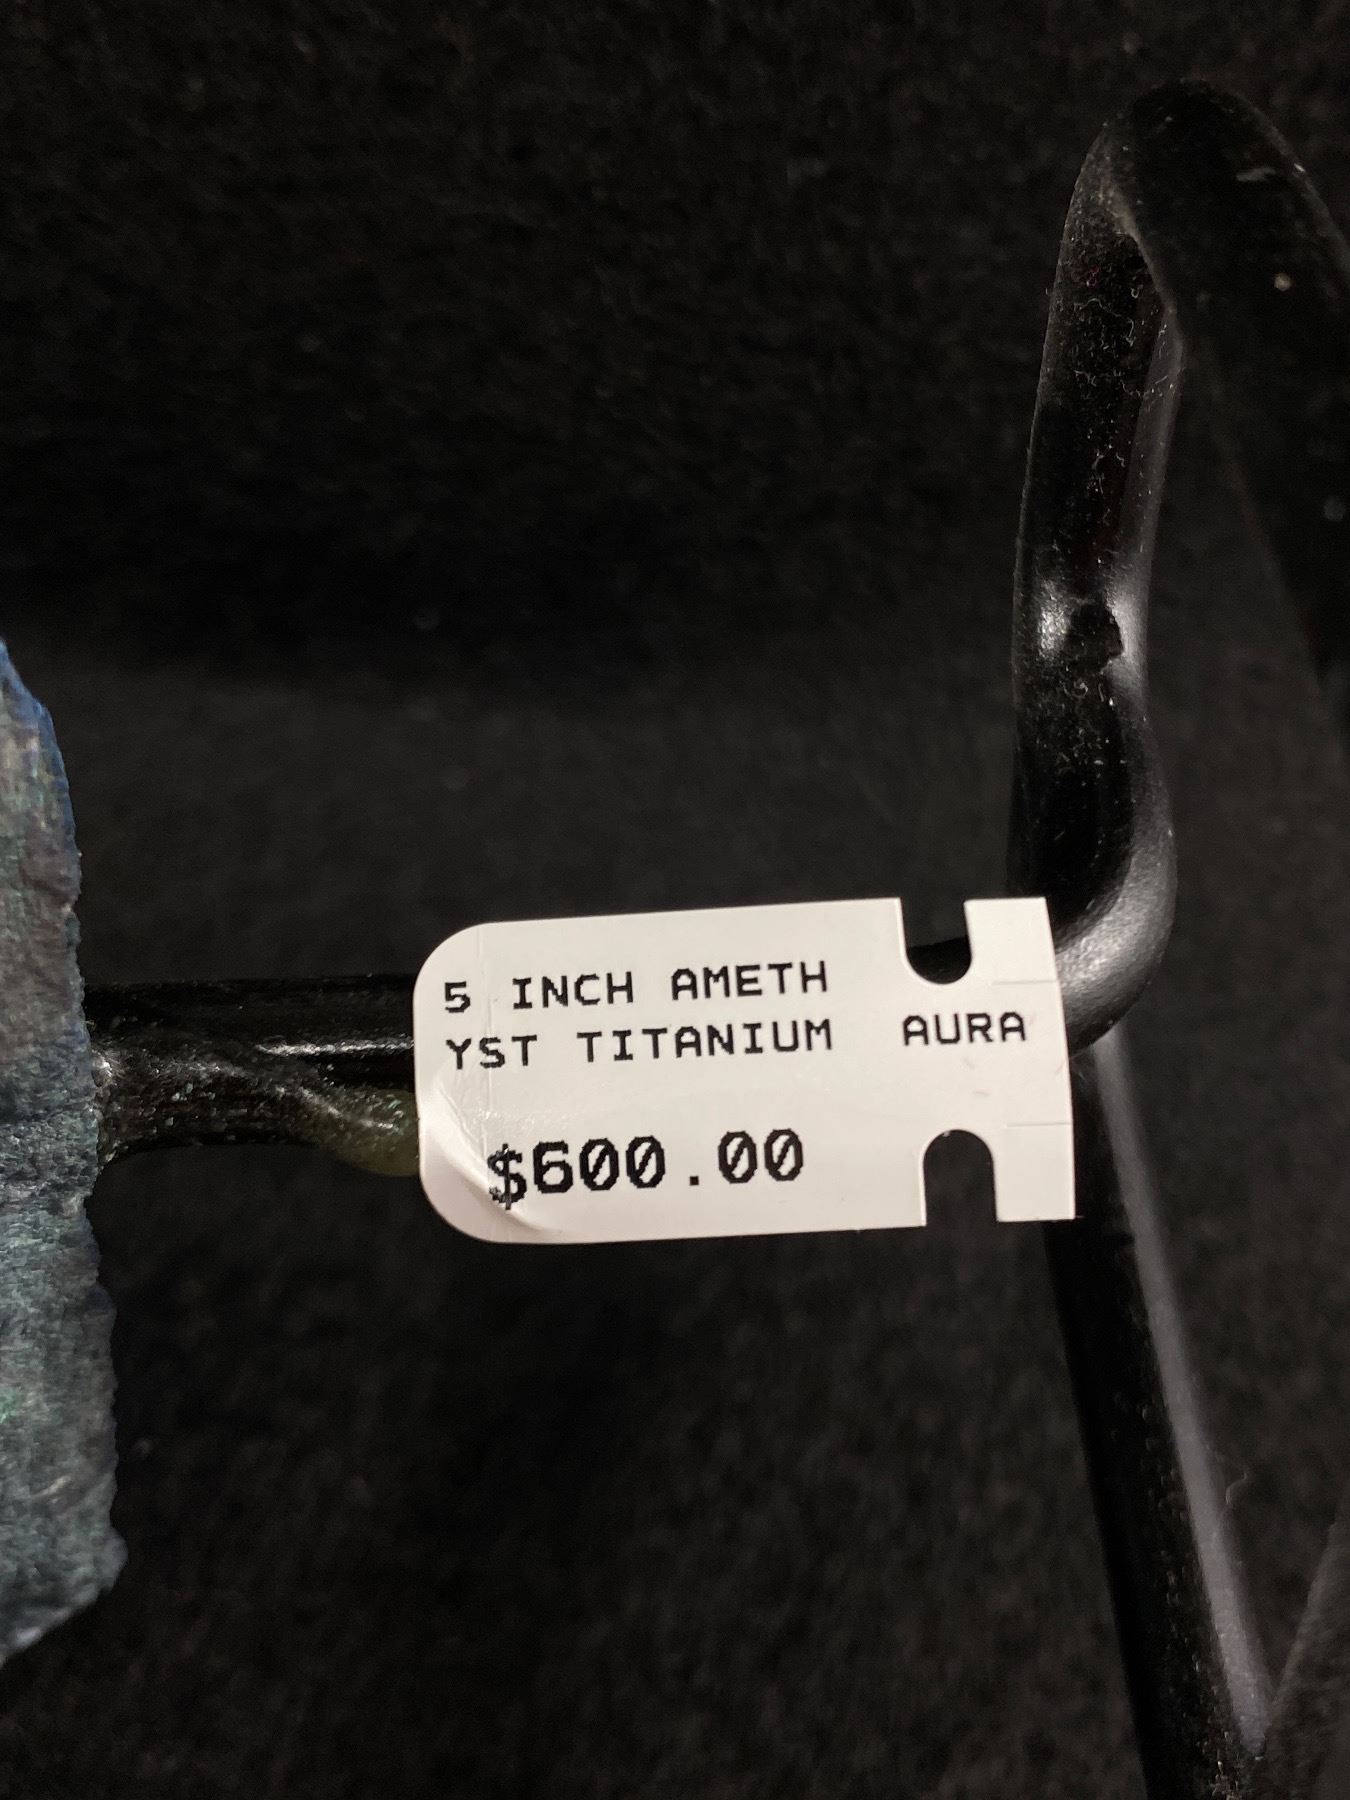 5 INCH AMETH
YST TITANIUM AURA
$600.00